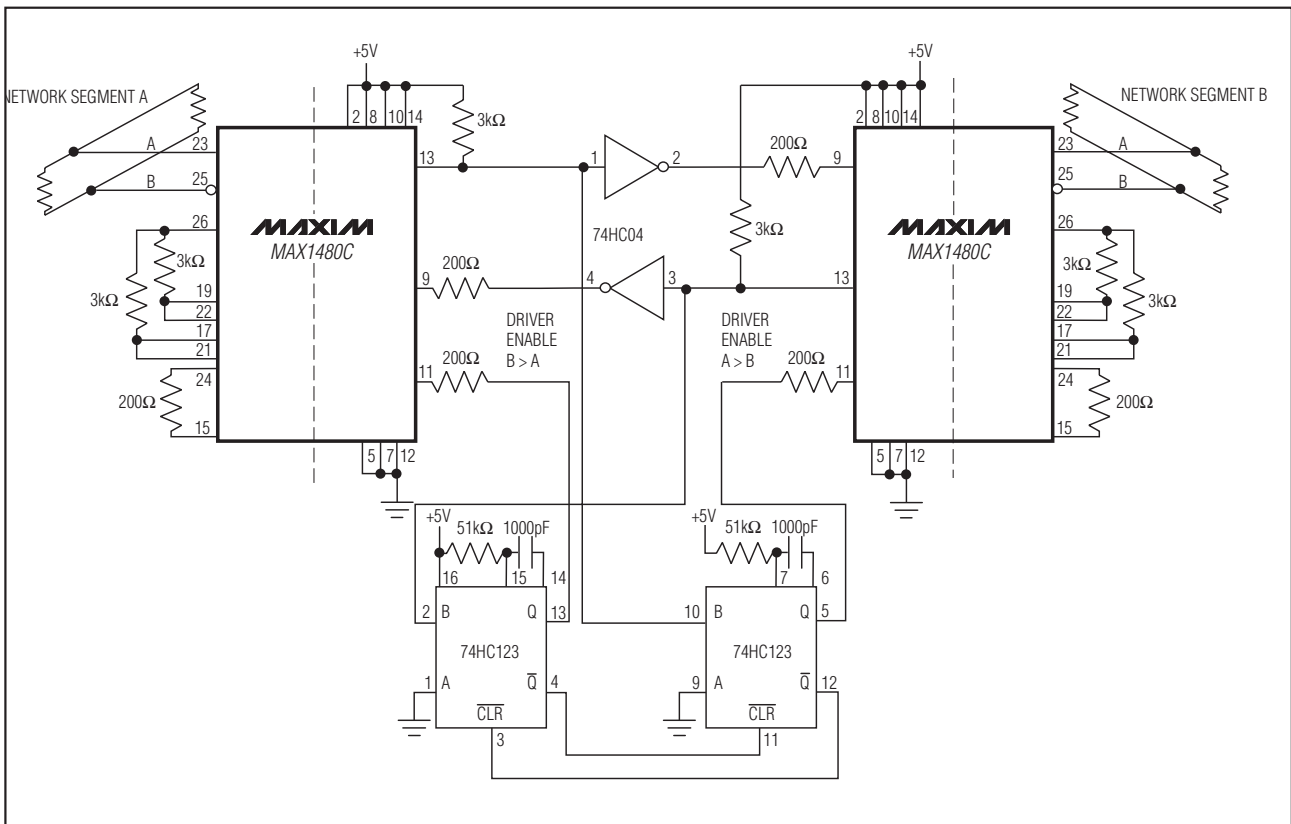 +5V
+5V
NETWORK SEGMENT A
NETWORK SEGMENT B
2 8 10 14
3kΩ
2 8 10 14
A 23
13
1 2
200Ω
9
23 A
B 25
25 B
MAXIM
MAX1480C
74HC04
MAXIM
MAX1480C
26
3kΩ
3kΩ
19
22
17
21
24
200Ω
15
9
200Ω
4 3
3kΩ
13
26
3kΩ
19
22
3kΩ
17
21
24
200Ω
15
DRIVER
ENABLE
B > A
DRIVER
ENABLE
A > B
11
200Ω
200Ω
11
5 7 12
5 7 12
+5V
51kΩ 1000pF
+5V
51kΩ 1000pF
16 15 14
7 6
2 B Q 13
10 B Q 5
74HC123
74HC123
1 A Q 4
9 A Q 12
CLR
CLR
3
11